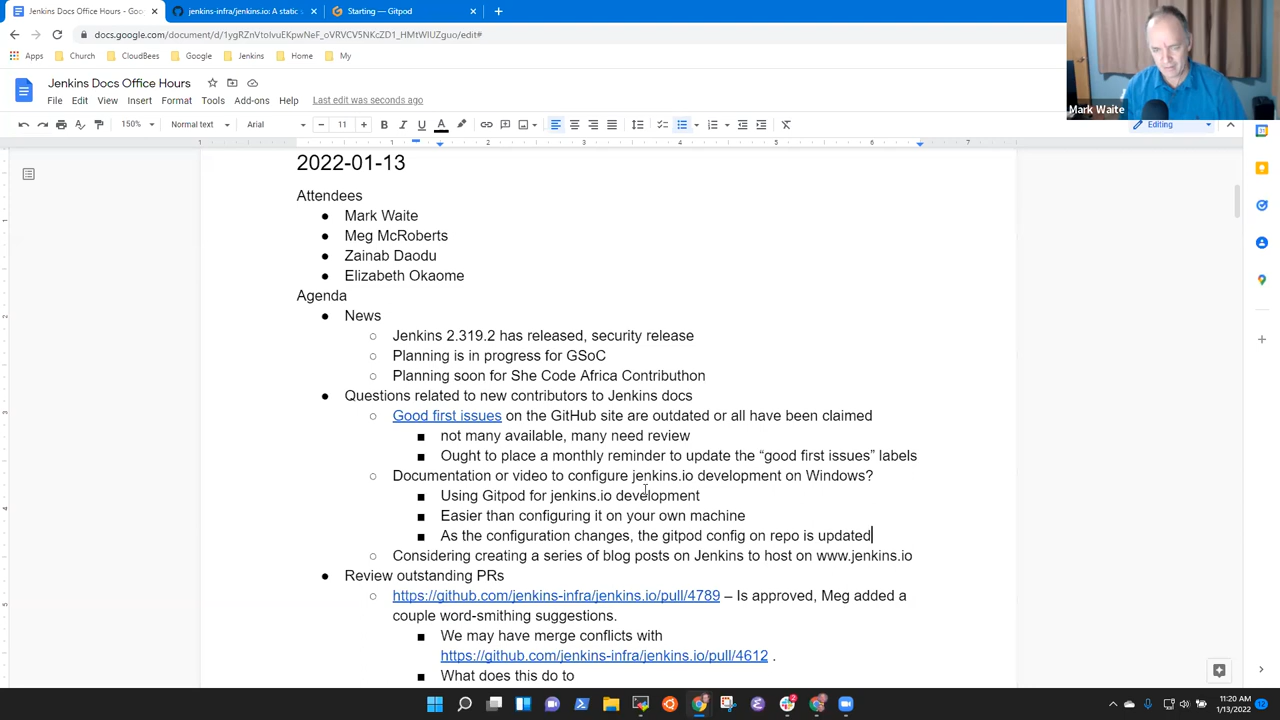 Jenkins Docs Office Hours - Goo
jenkins-infra/jenkins.io: A static s
Starting — Gitpod
docs.google.com/document/d/1ygRZnVtoIvuEKpwNeF_oVRVCV5NKcZD1_HMtWIUZguo/edit#
Apps Church CloudBees Google Jenkins Home My
Jenkins Docs Office Hours
File Edit View Insert Format Tools Add-ons Help Last edit was seconds ago
Mark Waite
150% Normal text Arial 11 Editing
1 1 2 3 4 5 6 7
2022-01-13
Attendees
● Mark Waite
● Meg McRoberts
● Zainab Daodu
● Elizabeth Okaome
Agenda
● News
○ Jenkins 2.319.2 has released, security release
○ Planning is in progress for GSoC
○ Planning soon for She Code Africa Contributhon
● Questions related to new contributors to Jenkins docs
○ Good first issues on the GitHub site are outdated or all have been claimed
■ not many available, many need review
■ Ought to place a monthly reminder to update the “good first issues” labels
○ Documentation or video to configure jenkins.io development on Windows?
■ Using Gitpod for jenkins.io development
■ Easier than configuring it on your own machine
■ As the configuration changes, the gitpod config on repo is updated
○ Considering creating a series of blog posts on Jenkins to host on www.jenkins.io
● Review outstanding PRs
○ https://github.com/jenkins-infra/jenkins.io/pull/4789 – Is approved, Meg added a
couple word-smithing suggestions.
■ We may have merge conflicts with
https://github.com/jenkins-infra/jenkins.io/pull/4612 .
■ What does this do to
11:20 AM
1/13/2022